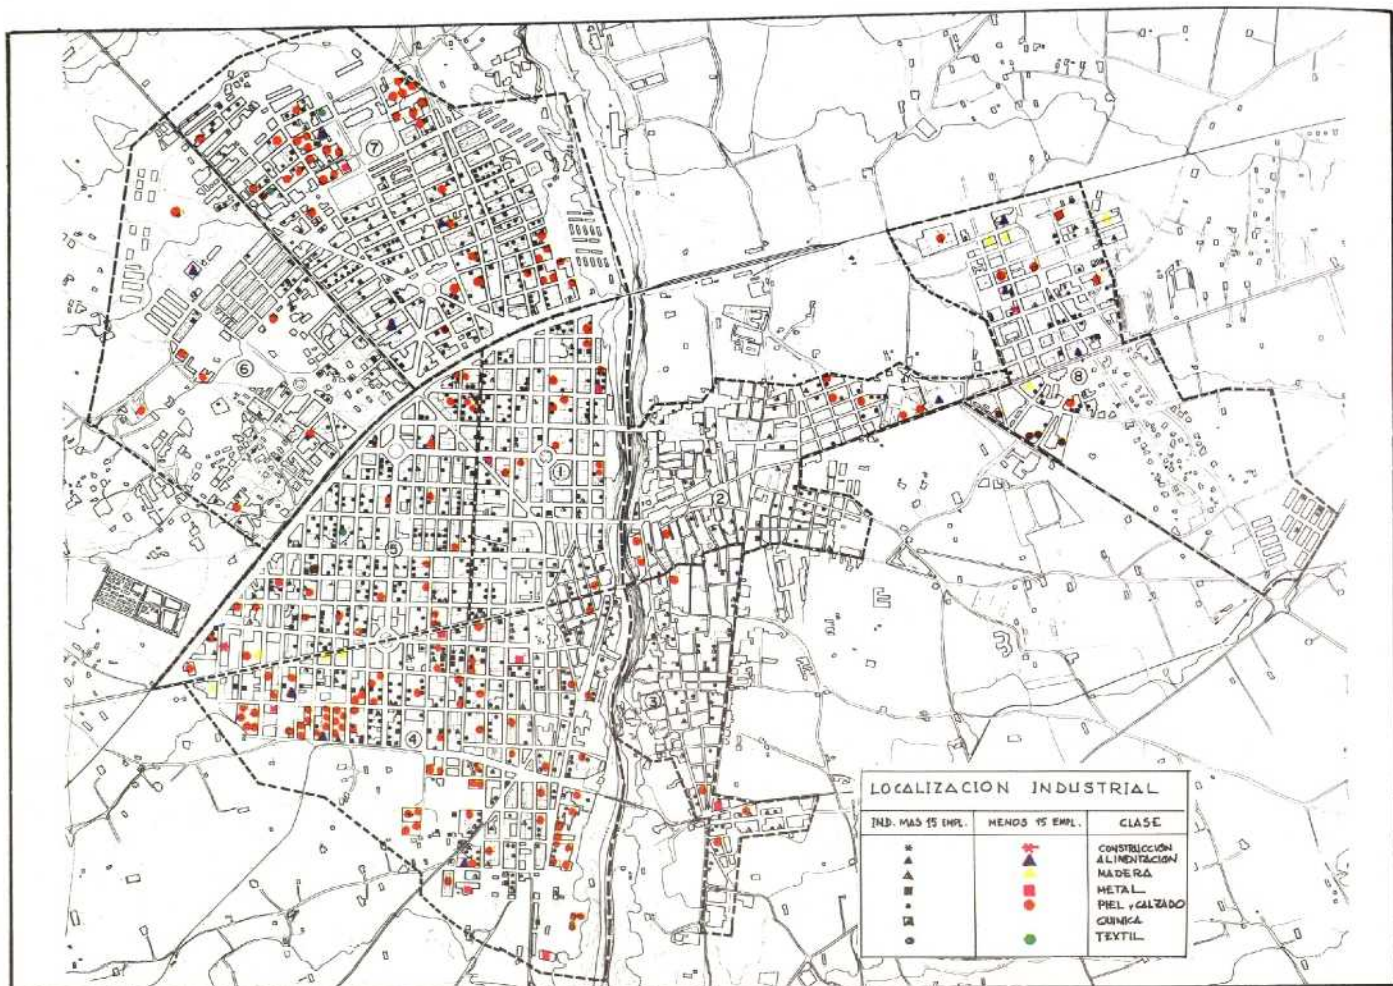 7
6
8
1
2
5
3
4
LOCALIZACION INDUSTRIAL
IND. MAS 15 EMPL. MENOS 15 EMPL. CLASE
CONSTRUCCIÓN
ALIMENTACION
MADERA
METAL
PIEL Y CALZADO
QUIMICA
TEXTIL